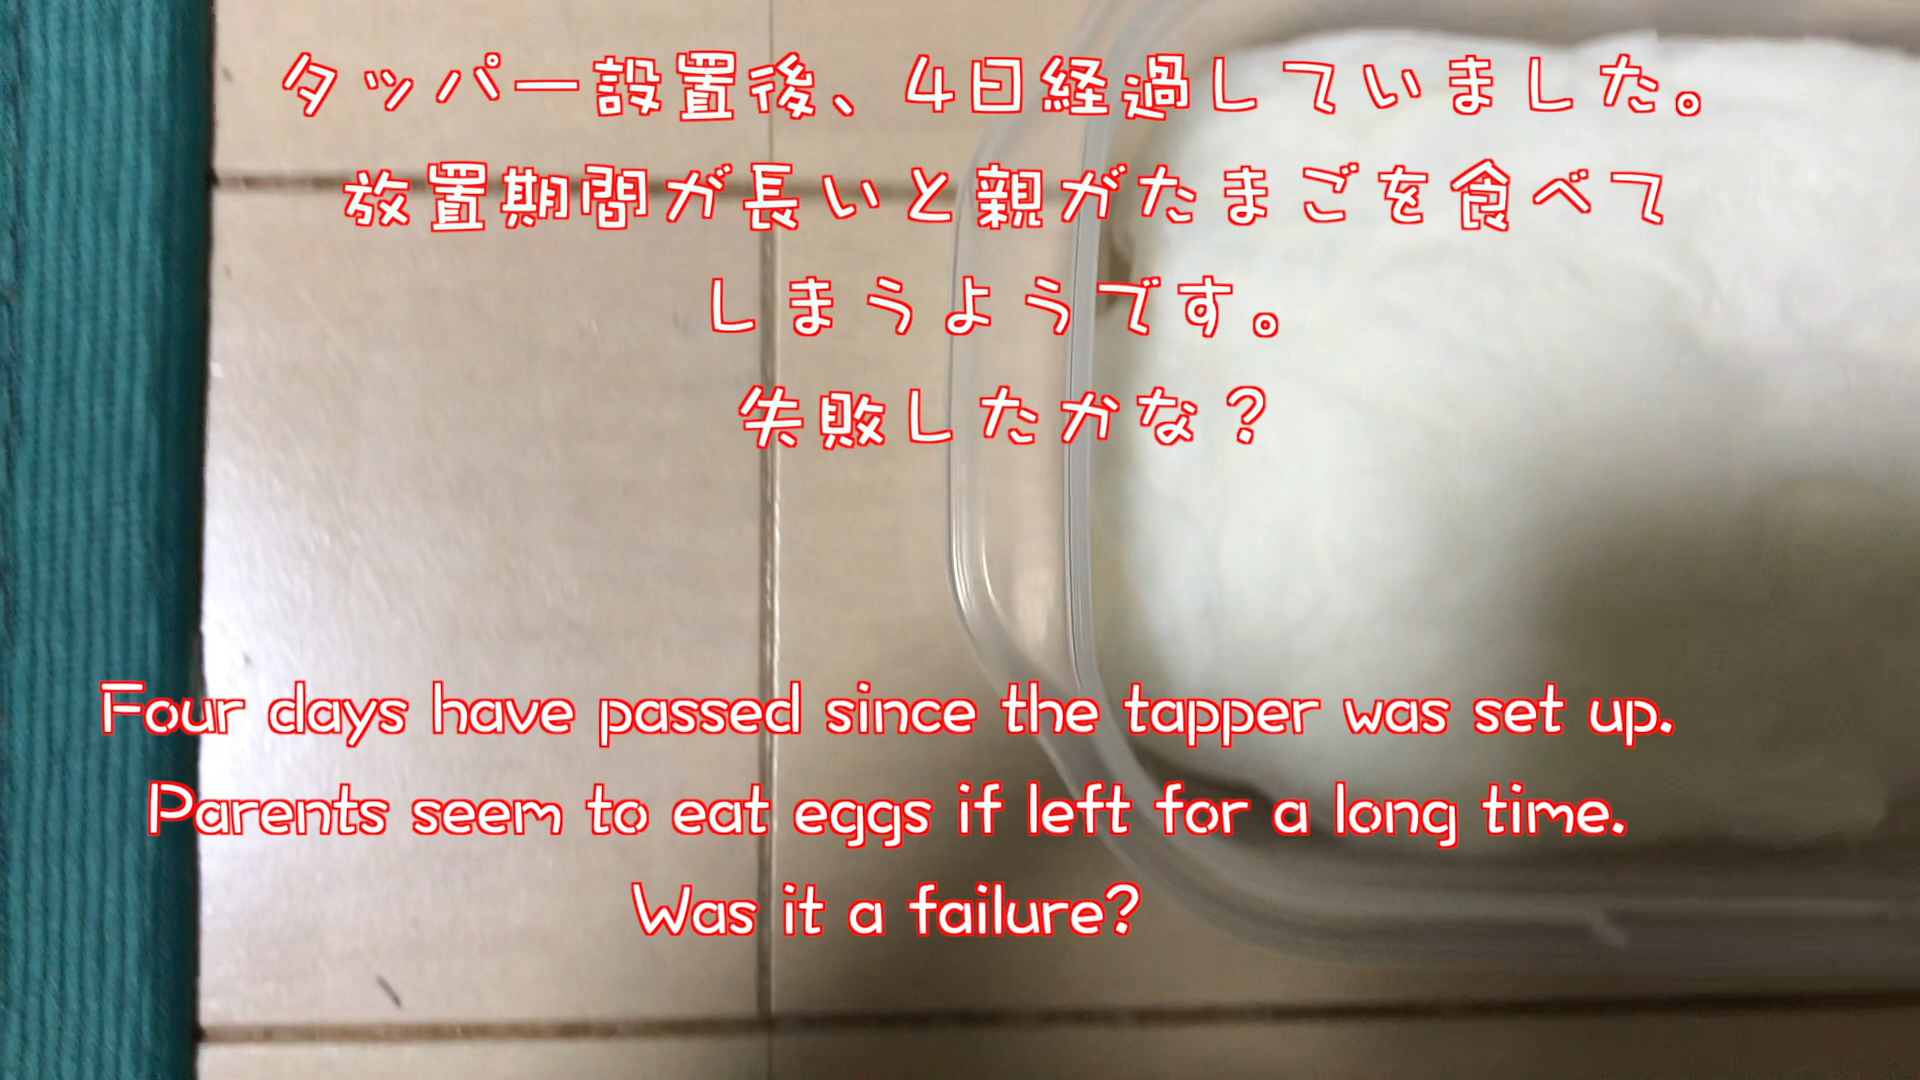 タッパー設置後、4日経過していました。
放置期間が長いと親がたまごを食べて
しまうようです。
失敗したかな？
Four days have passed since the tapper was set up.
Parents seem to eat eggs if left for a long time.
Was it a failure?